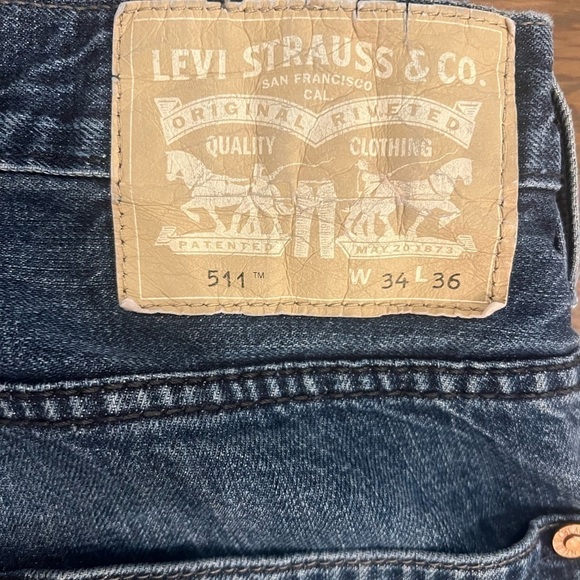 LEVI STRAUSS & CO.
SAN FRANCISCO
CAL.
ORIGINAL RIVETED
QUALITY CLOTHING
PATENTED MAY 20 1873
511™ W 34 L 36